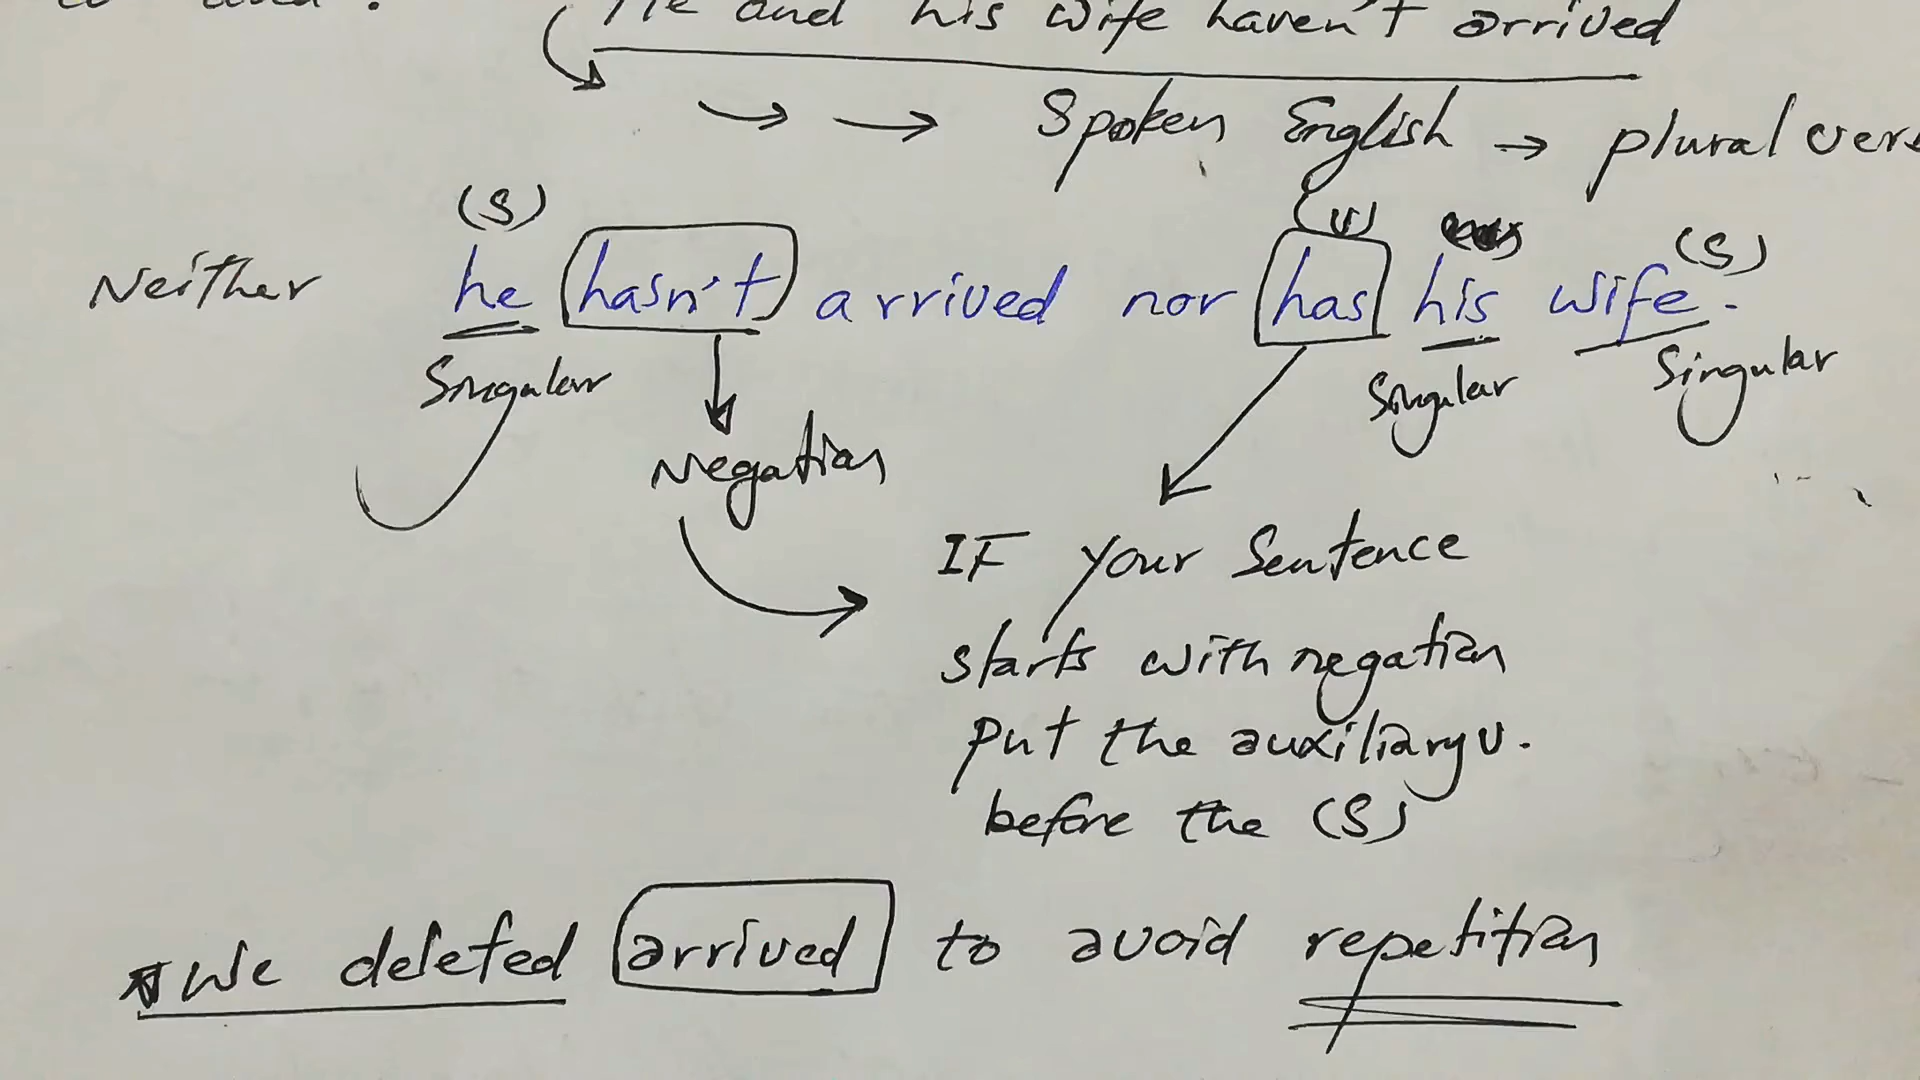 He and his wife haven't arrived
Spoken English → plural
(S) (v) (S)
Neither he hasn't arrived nor has his wife.
Singular Singular Singular
Negation
IF your Sentence
starts with negation
put the auxiliary v.
before the (S)
* We deleted arrived to avoid repetition